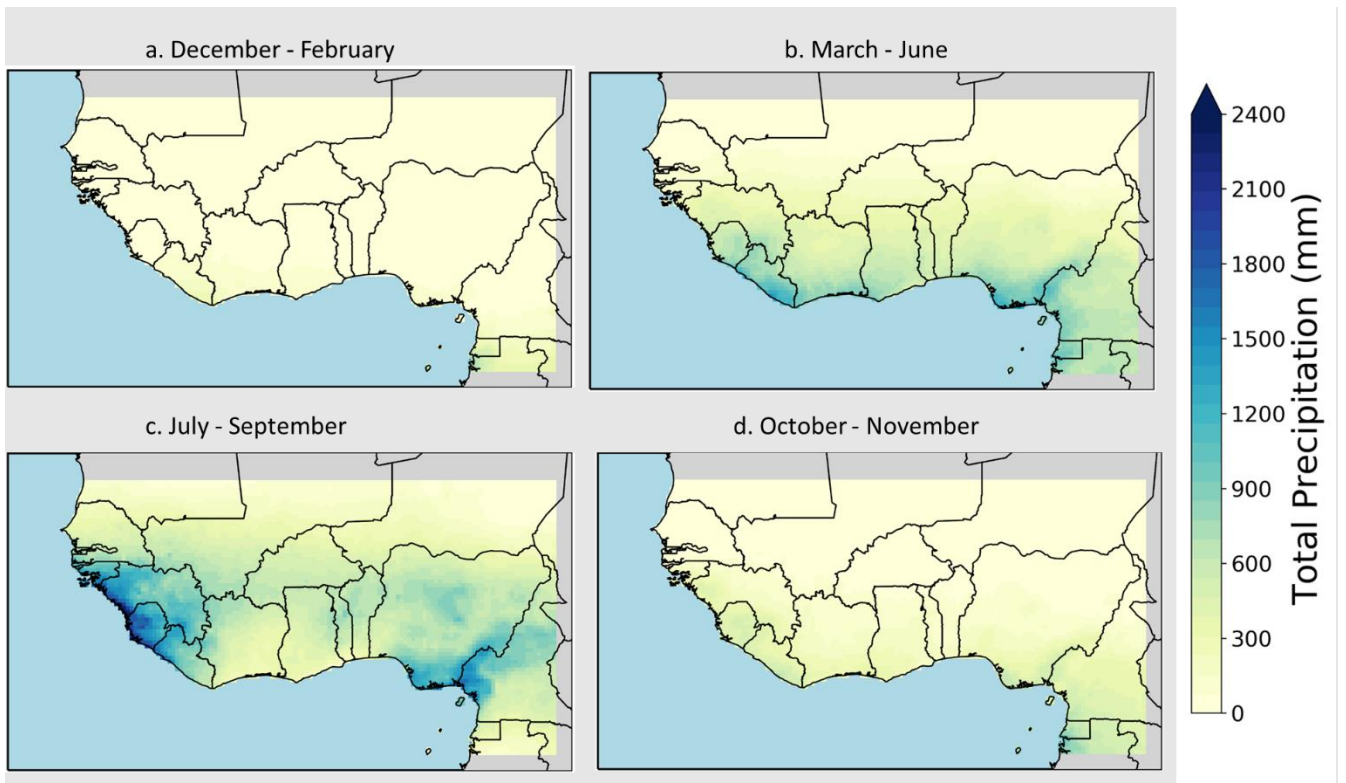 a. December - February
b. March - June
c. July - September
d. October - November
2400
2100
1800
1500
1200
900
600
300
0
Total Precipitation (mm)